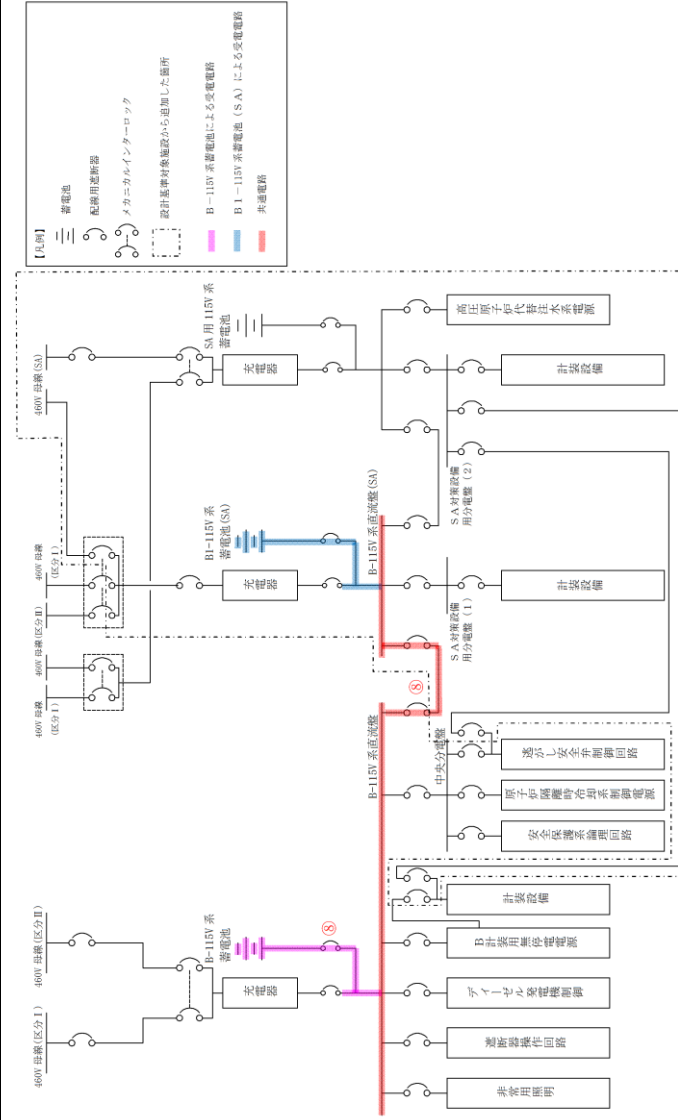 【凡例】
蓄電池
配線用遮断器
メカニカルインターロック
設計基準対象施設から追加した箇所
B-115V 系蓄電池による受電電路
B1-115V 系蓄電池（SA）による受電電路
共通電路
460V 母線(区分Ⅰ)
460V 母線(区分Ⅱ)
460V 母線
(区分Ⅰ)
460V 母線(区分Ⅱ)
460V 母線(区分Ⅱ)
460V 母線
(区分Ⅰ)
460V 母線(SA)
充電器
B-115V 系
蓄電池
⑧
充電器
B1-115V 系
蓄電池(SA)
充電器
SA 用 115V 系
蓄電池
B-115V 系直流盤
⑧
B-115V 系直流盤(SA)
中央分電盤
SA対策設備
用分電盤（1）
SA対策設備
用分電盤（2）
非常用照明
遮断器操作回路
ディーゼル発電機制御
B計装用無停電電源
計装設備
安全保護系論理回路
原子炉隔離時冷却系制御電源
逃がし安全弁制御回路
計装設備
計装設備
高圧原子炉代替注水系電源